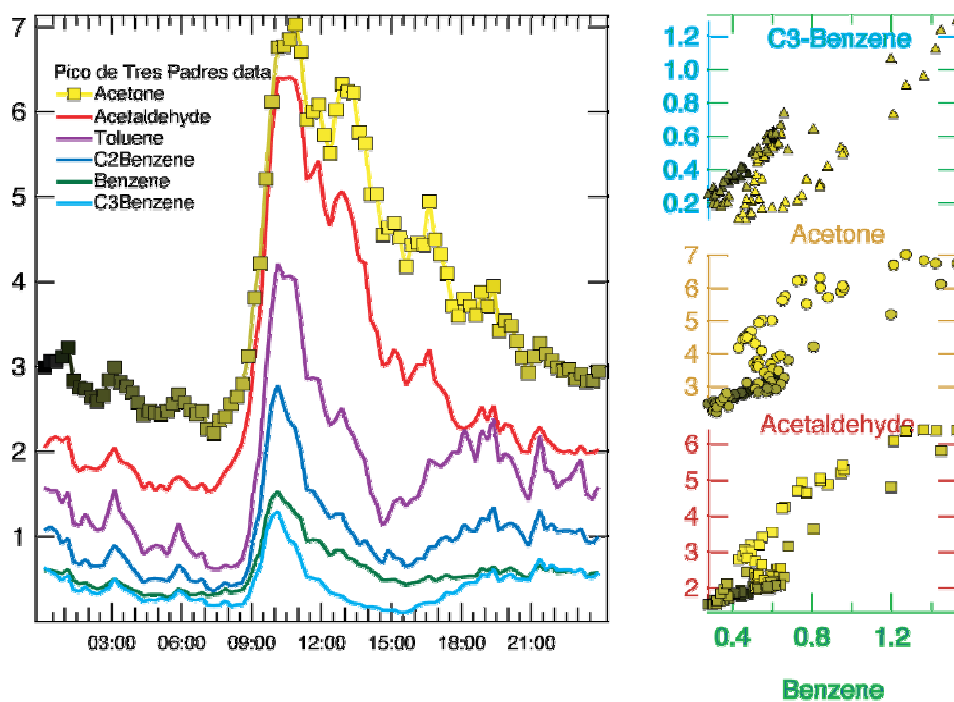 7
6
5
4
3
2
1
Pico de Tres Padres data
Acetone
Acetaldehyde
Toluene
C2Benzene
Benzene
C3Benzene
03:00 06:00 09:00 12:00 15:00 18:00 21:00
C3-Benzene
1.2
1.0
0.8
0.6
0.4
0.2
Acetone
7
6
5
4
3
Acetaldehyde
6
5
4
3
2
0.4 0.8 1.2
Benzene